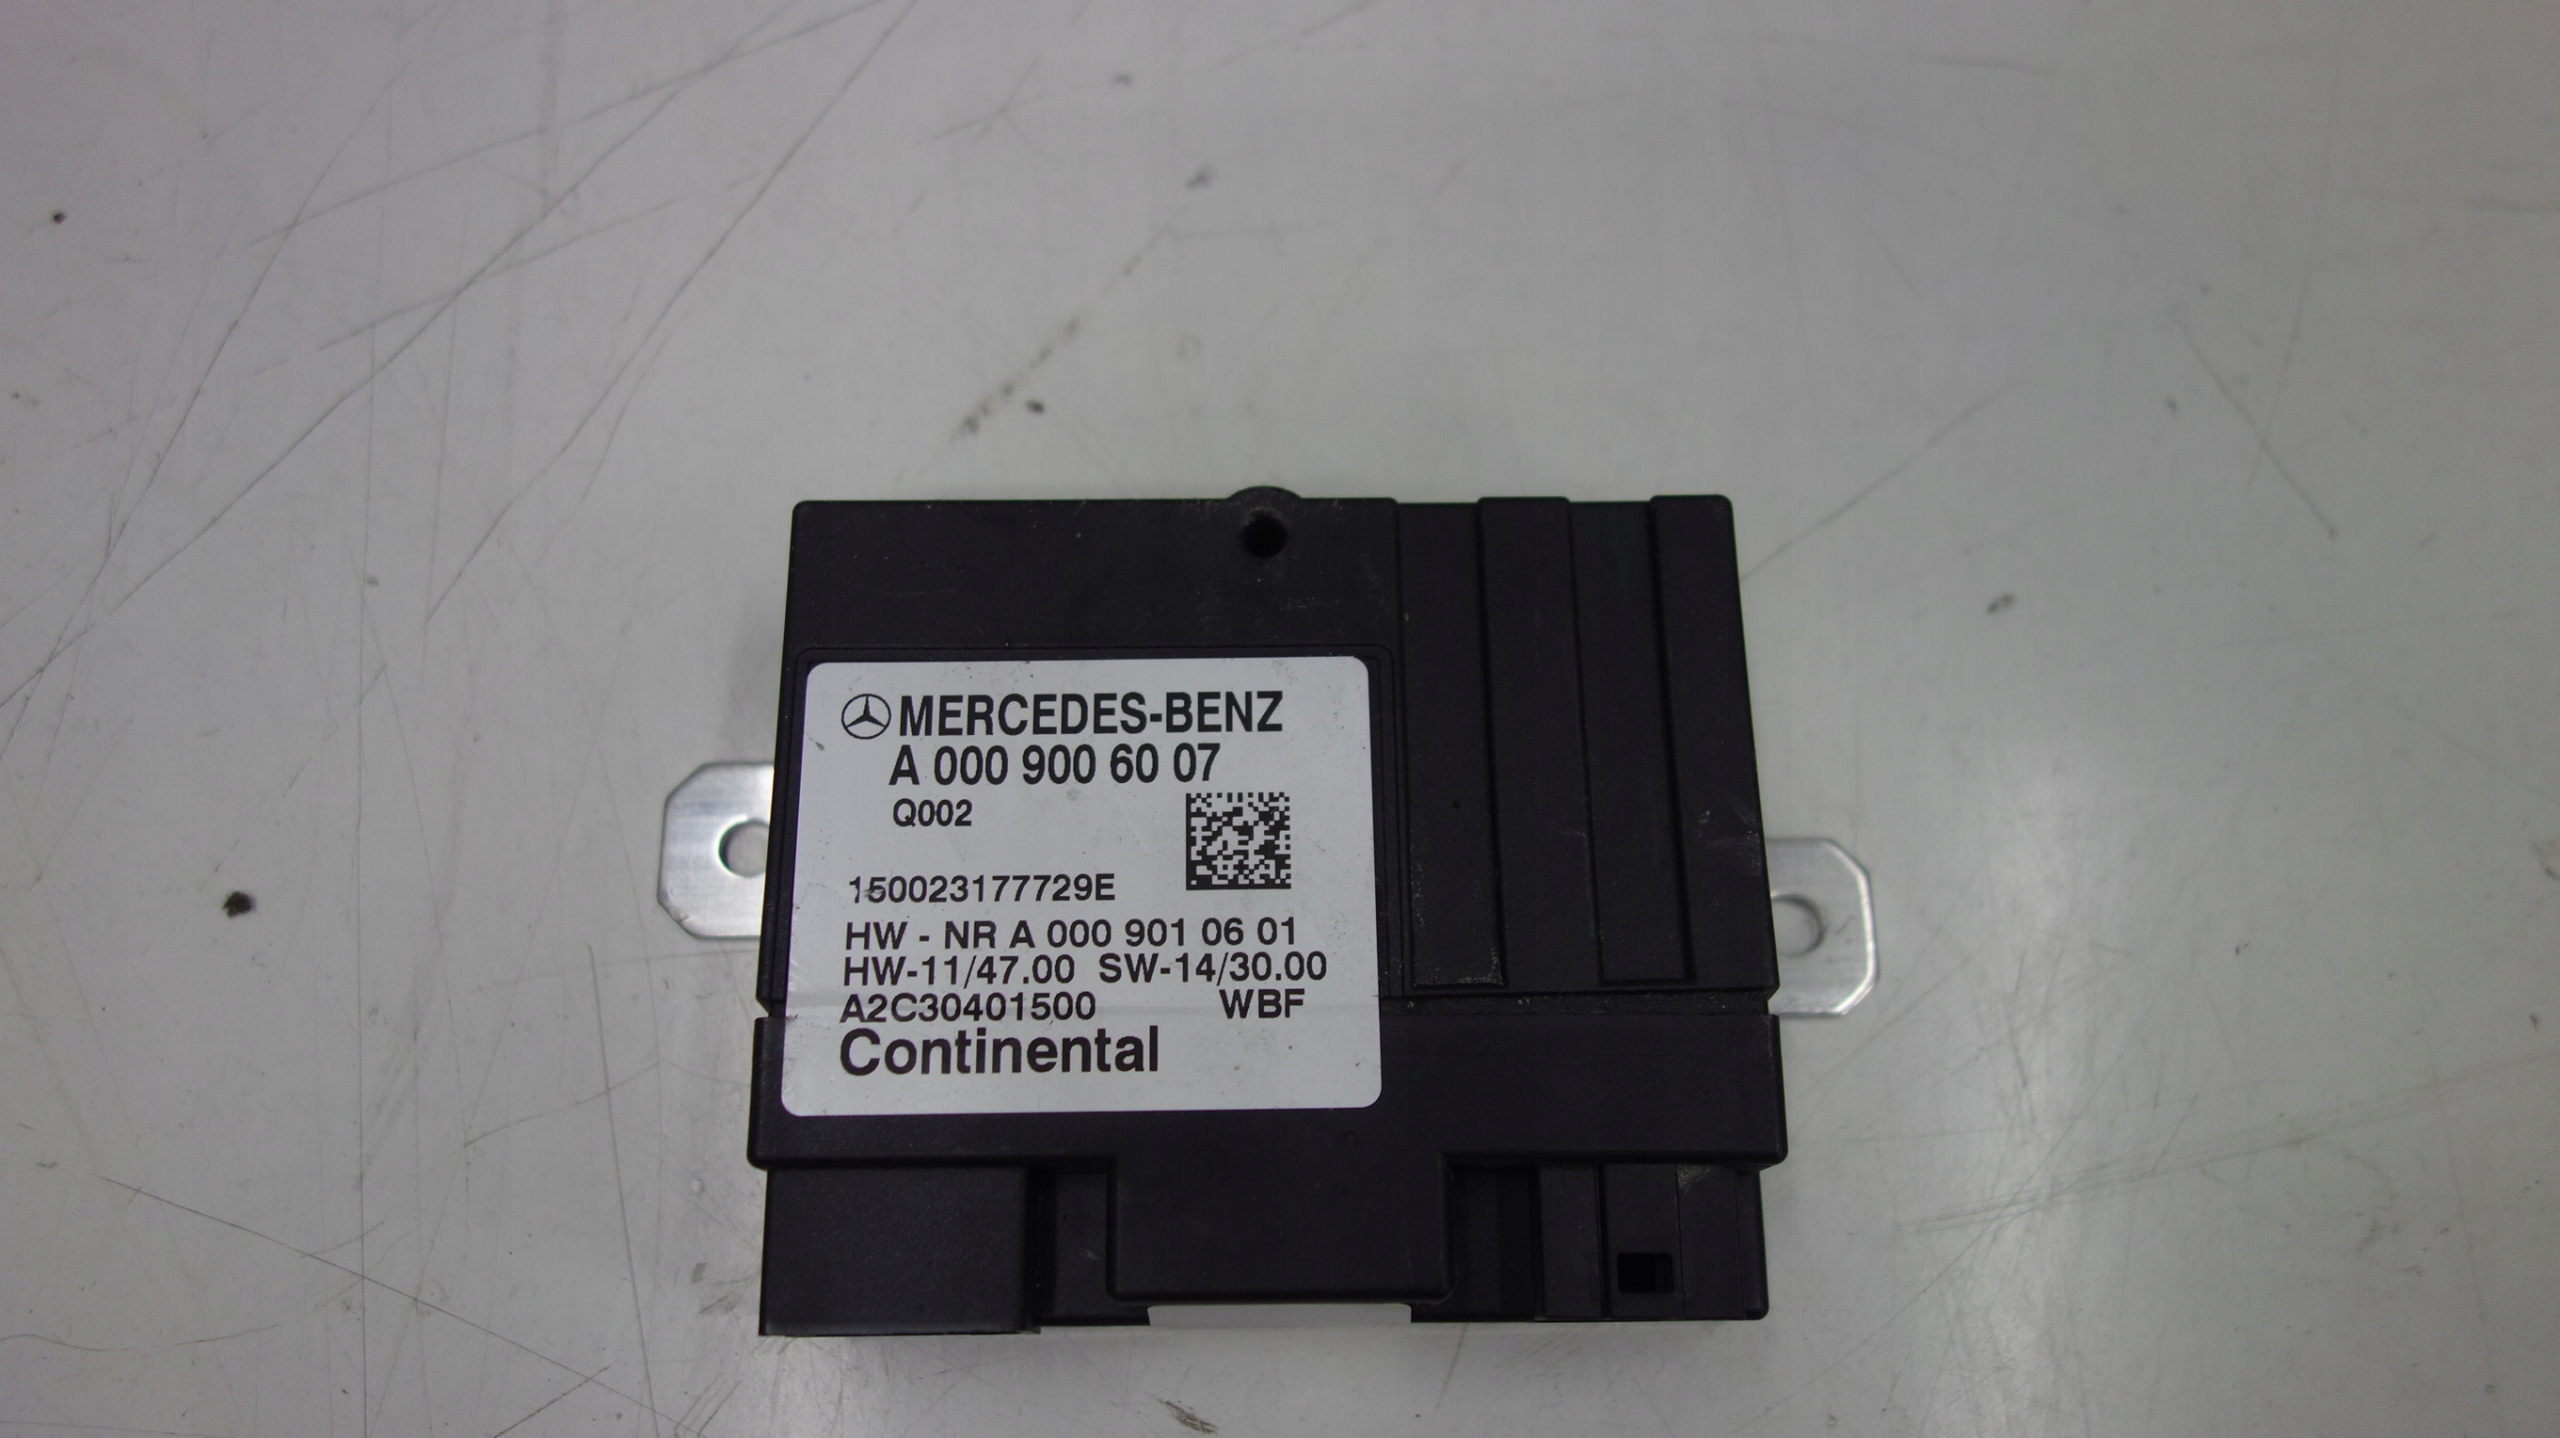 MERCEDES-BENZ
A 000 900 60 07
Q002
150023177729E
HW - NR A 000 901 06 01
HW-11/47.00 SW-14/30.00
A2C30401500 WBF
Continental